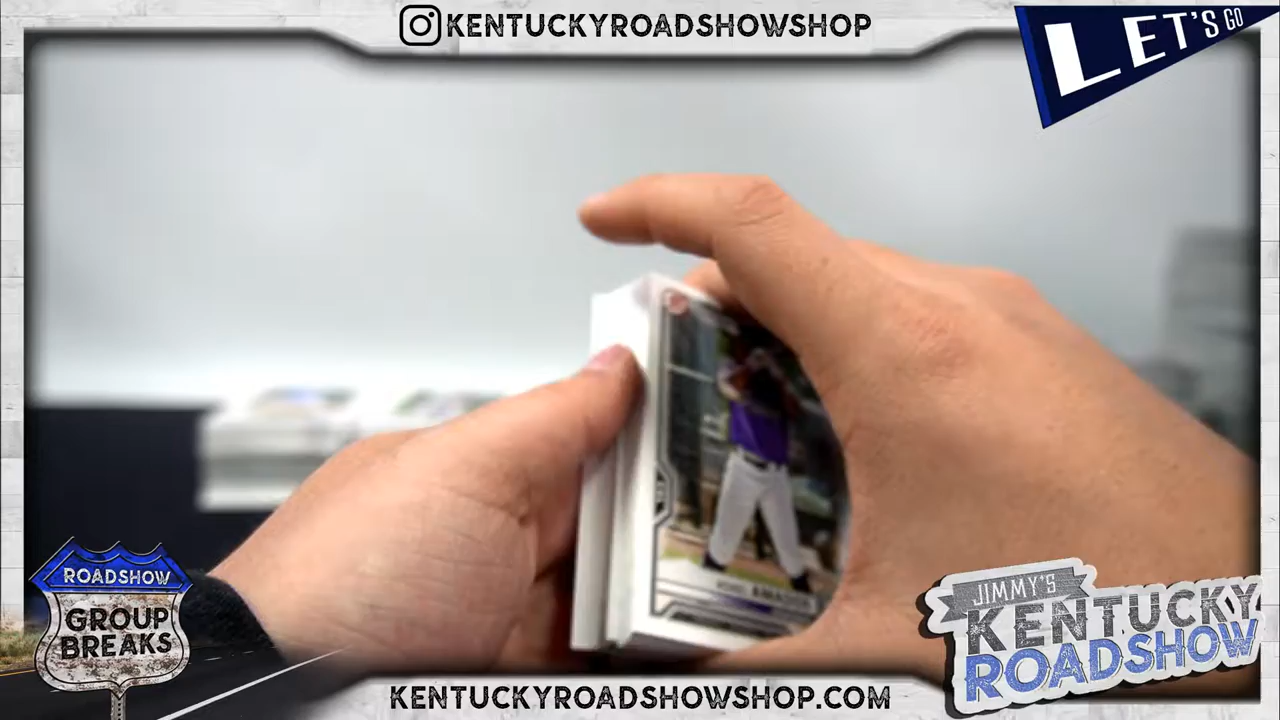 KENTUCKYROADSHOWSHOP
LET'S GO
ROADSHOW
GROUP
BREAKS
JIMMY'S
KENTUCKY
ROADSHOW
KENTUCKYROADSHOWSHOP.COM